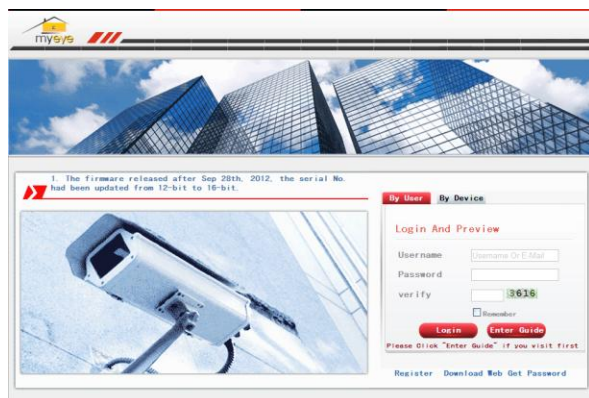 myeye
1. The firmware released after Sep 28th, 2012, the serial No.
had been updated from 12-bit to 16-bit.
By User By Device
Login And Preview
Username Username Or E-Mail
Password
verify 3616
Remember
Login Enter Guide
Please Click "Enter Guide" if you visit first
Register Download Web Get Password